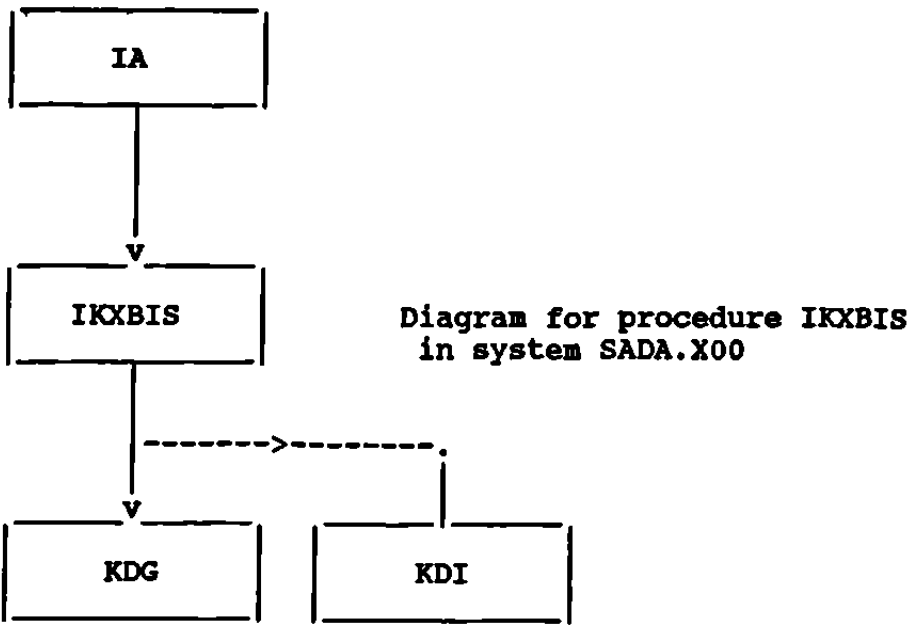 IA
IKXBIS
Diagram for procedure IKXBIS
in system SADA.X00
KDG
KDI